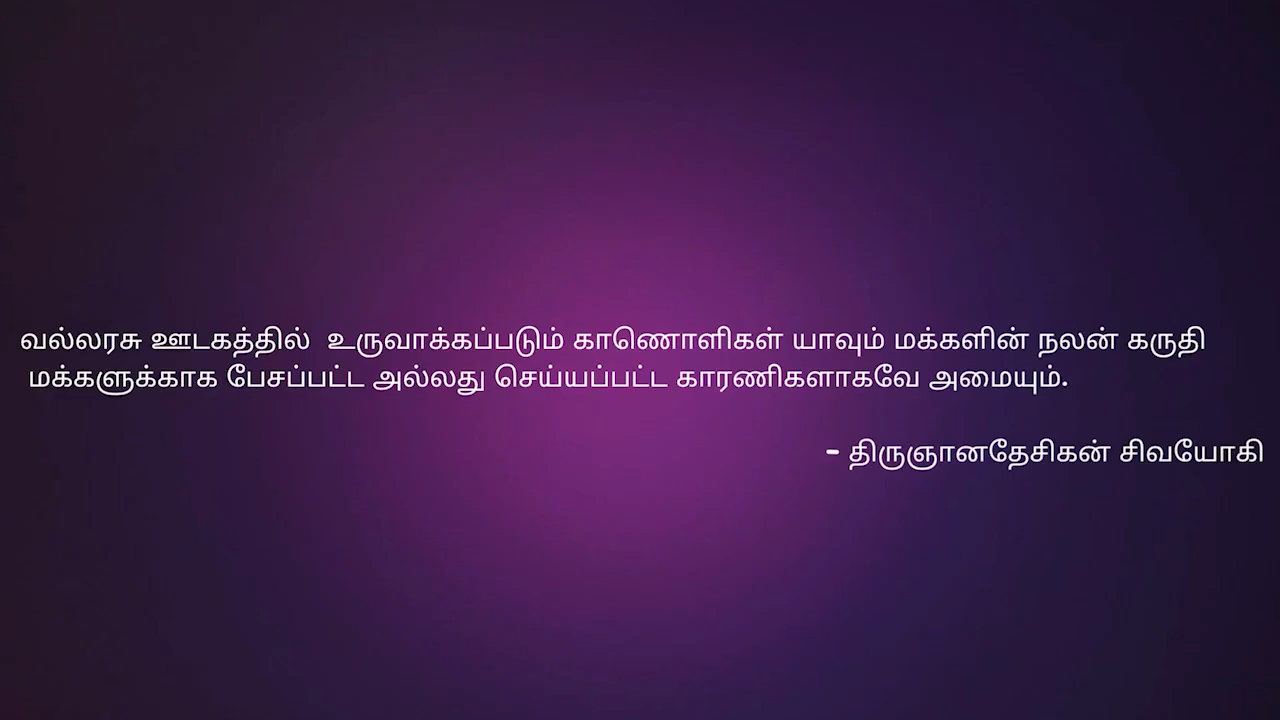 வல்லரசு ஊடகத்தில் உருவாக்கப்படும் காணொளிகள் யாவும் மக்களின் நலன் கருதி
மக்களுக்காக பேசப்பட்ட அல்லது செய்யப்பட்ட காரணிகளாகவே அமையும்.
- திருஞானதேசிகன் சிவயோகி